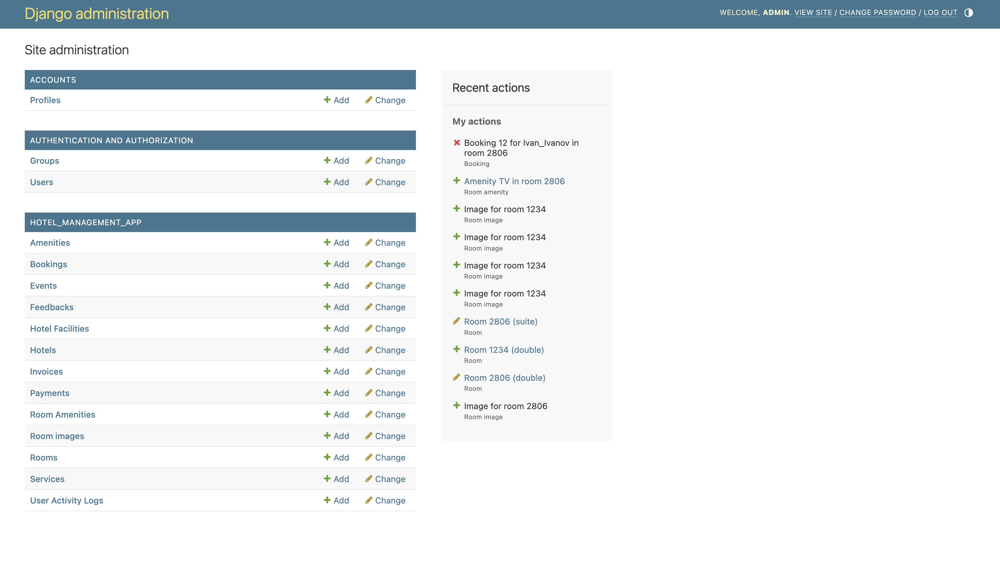 Django administration
WELCOME, ADMIN. VIEW SITE / CHANGE PASSWORD / LOG OUT
Site administration
ACCOUNTS
Profiles Add Change
AUTHENTICATION AND AUTHORIZATION
Groups Add Change
Users Add Change
HOTEL_MANAGEMENT_APP
Amenities Add Change
Bookings Add Change
Events Add Change
Feedbacks Add Change
Hotel Facilities Add Change
Hotels Add Change
Invoices Add Change
Payments Add Change
Room Amenities Add Change
Room images Add Change
Rooms Add Change
Services Add Change
User Activity Logs Add Change
Recent actions
My actions
Booking 12 for Ivan_Ivanov in
room 2806
Booking
Amenity TV in room 2806
Room amenity
Image for room 1234
Room image
Image for room 1234
Room image
Image for room 1234
Room image
Image for room 1234
Room image
Room 2806 (suite)
Room
Room 1234 (double)
Room
Room 2806 (double)
Room
Image for room 2806
Room image